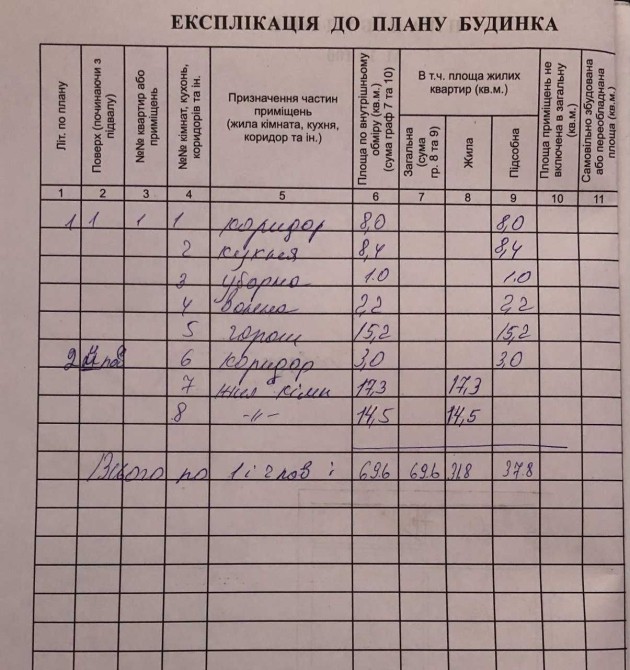 ЕКСПЛІКАЦІЯ ДО ПЛАНУ БУДИНКА
Літ. по плану
Поверх (починаючи з підвалу)
№№ квартир або приміщень
№№ кімнат, кухонь, коридорів та ін.
Призначення частин приміщень (жила кімната, кухня, коридор та ін.)
Площа по внутрішньому обміру (кв.м.) (сума граф 7 та 10)
В т.ч. площа жилих квартир (кв.м.)
Загальна (сума гр. 8 та 9)
Жила
Підсобна
Площа приміщень не включена в загальну (кв.м.)
Самовільно збудована або переобладнана площа (кв.м.)
1 2 3 4 5 6 7 8 9 10 11
1 1 1 1 коридор 8,0 8,0
2 кухня 8,4 8,4
3 уборна 1.0 1.0
4 ванна 2,2 2,2
5 гараж 15,2 15,2
2 пов 6 коридор 3,0 3,0
7 жил кімн 17,3 17,3
8 -"- 14,5 14,5
Всього по 1 і 2 пов : 69.6 69.6 31.8 37.8